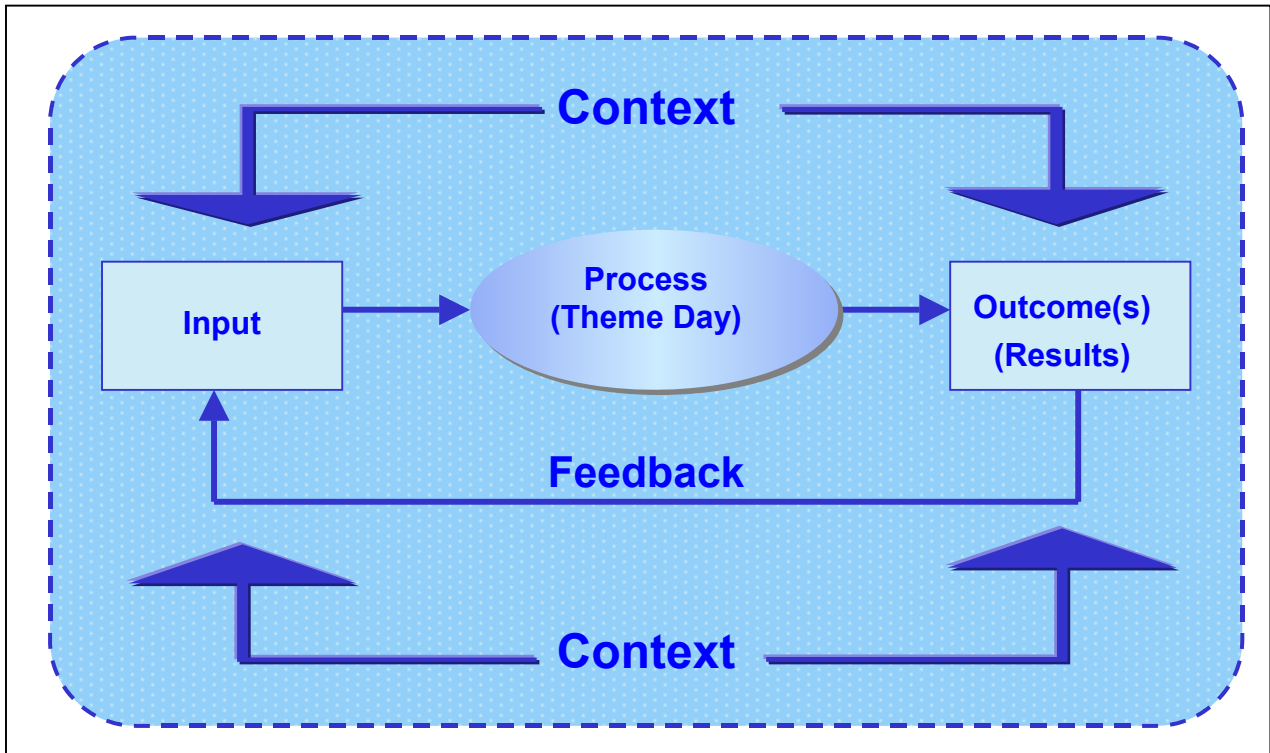 Context
Process
(Theme Day)
Input
Outcome(s)
(Results)
Feedback
Context